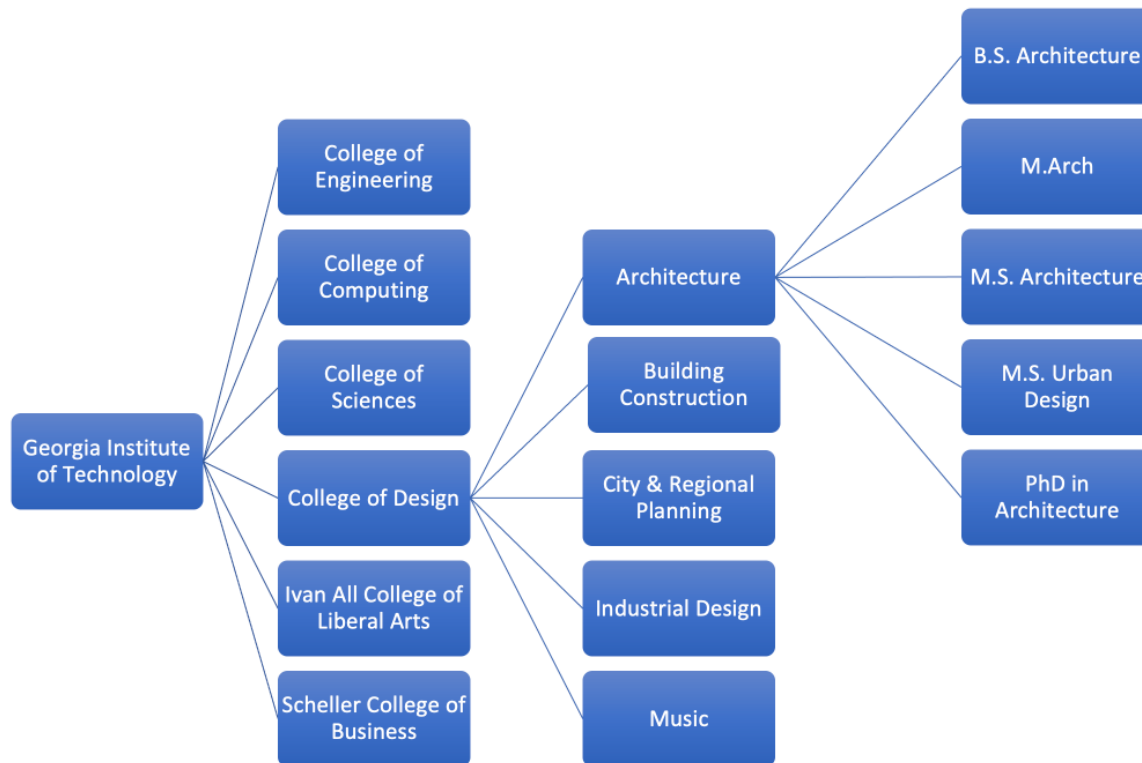 Georgia Institute
of Technology
College of
Engineering
College of
Computing
College of
Sciences
College of Design
Ivan All College of
Liberal Arts
Scheller College of
Business
Architecture
Building
Construction
City & Regional
Planning
Industrial Design
Music
B.S. Architecture
M.Arch
M.S. Architecture
M.S. Urban
Design
PhD in
Architecture